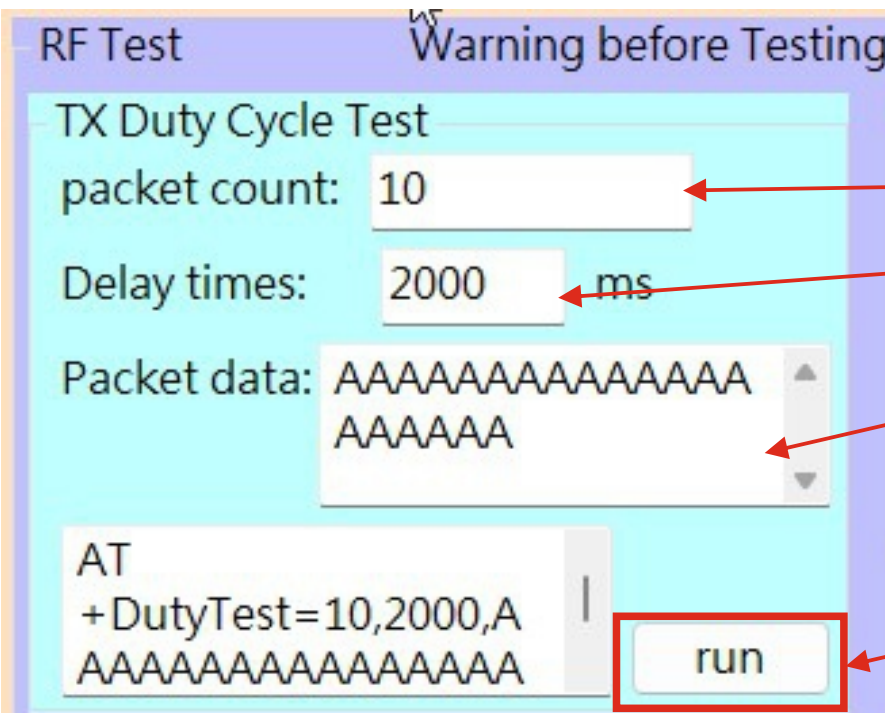 RF Test Warning before Testing
TX Duty Cycle Test
packet count: 10
Delay times: 2000 ms
Packet data: AAAAAAAAAAAAAA
AAAAAA
AT
+DutyTest=10,2000,A
AAAAAAAAAAAAAAA
run